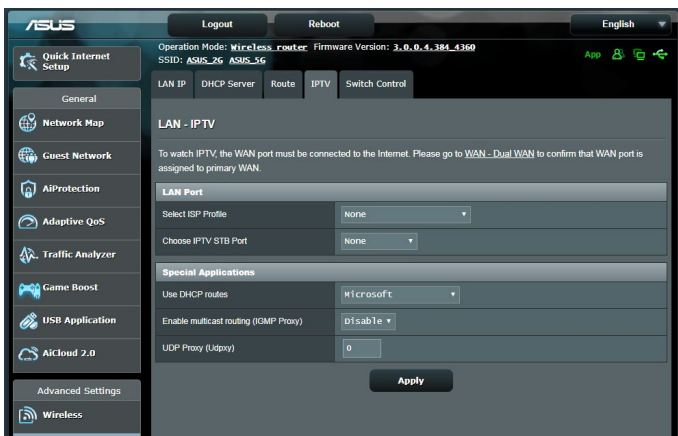 ASUS
Logout
Reboot
English
Quick Internet
Setup
General
Network Map
Guest Network
AiProtection
Adaptive QoS
Traffic Analyzer
Game Boost
USB Application
AiCloud 2.0
Advanced Settings
Wireless
Operation Mode: Wireless router Firmware Version: 3.0.0.4.384_4360
SSID: ASUS_2G ASUS_5G
App
LAN IP DHCP Server Route IPTV Switch Control
LAN - IPTV
To watch IPTV, the WAN port must be connected to the Internet. Please go to WAN - Dual WAN to confirm that WAN port is
assigned to primary WAN.
LAN Port
Select ISP Profile None
Choose IPTV STB Port None
Special Applications
Use DHCP routes Microsoft
Enable multicast routing (IGMP Proxy) Disable
UDP Proxy (Udpxy) 0
Apply